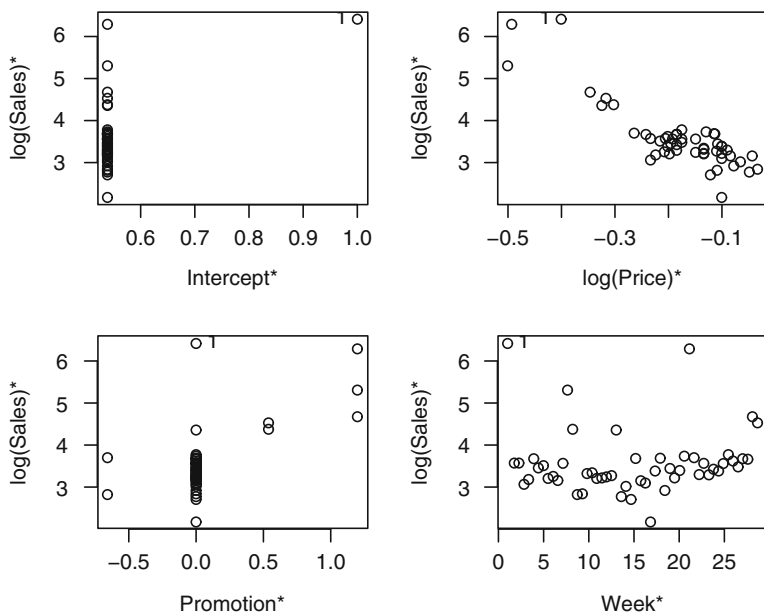 log(Sales)*
6
5
4
3
1
0.6 0.7 0.8 0.9 1.0
Intercept*
log(Sales)*
6
5
4
3
1
−0.5 −0.3 −0.1
log(Price)*
log(Sales)*
6
5
4
3
1
−0.5 0.0 0.5 1.0
Promotion*
log(Sales)*
6
5
4
3
1
0 5 10 15 20 25
Week*